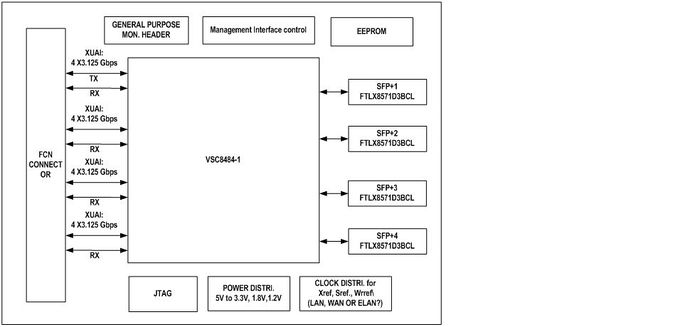 GENERAL PURPOSE
MON. HEADER
Management Interface control
EEPROM
XUAI:
4 X3.125 Gbps
TX
RX
XUAI:
4 X3.125 Gbps
RX
XUAI:
4 X3.125 Gbps
RX
XUAI:
4 X3.125 Gbps
RX
FCN
CONNECT
OR
VSC8484-1
SFP+1
FTLX8571D3BCL
SFP+2
FTLX8571D3BCL
SFP+3
FTLX8571D3BCL
SFP+4
FTLX8571D3BCL
JTAG
POWER DISTRI.
5V to 3.3V, 1.8V,1.2V
CLOCK DISTRI. for
Xref, Sref., Wrref\
(LAN, WAN OR ELAN?)